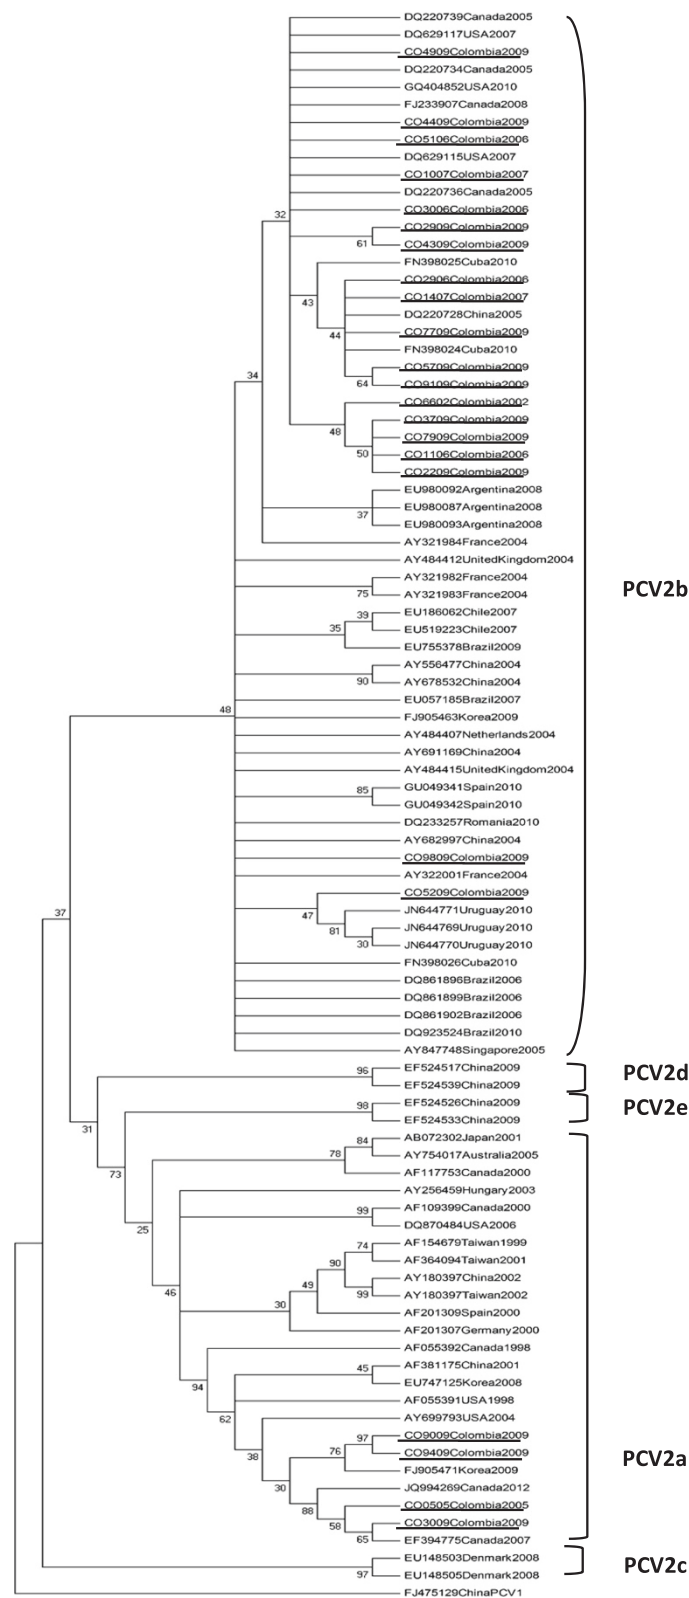 DQ220739Canada2005
DQ629117USA2007
CO4909Colombia2009
DQ220734Canada2005
GQ404852USA2010
FJ233907Canada2008
CO4409Colombia2009
CO5106Colombia2006
DQ629115USA2007
CO1007Colombia2007
DQ220736Canada2005
CO3006Colombia2006
32
CO2909Colombia2009
61
CO4309Colombia2009
FN398025Cuba2010
CO2906Colombia2006
43
CO1407Colombia2007
DQ220728China2005
44
CO7709Colombia2009
FN398024Cuba2010
CO5709Colombia2009
34
64
CO9109Colombia2009
CO6602Colombia2002
CO3709Colombia2009
48
CO7909Colombia2009
50
CO1106Colombia2006
CO2209Colombia2009
EU980092Argentina2008
EU980087Argentina2008
37
EU980093Argentina2008
AY321984France2004
AY484412UnitedKingdom2004
AY321982France2004
PCV2b
75
AY321983France2004
39
EU186062Chile2007
35
EU519223Chile2007
EU755378Brazil2009
AY556477China2004
90
AY678532China2004
EU057185Brazil2007
48
FJ905463Korea2009
AY484407Netherlands2004
AY691169China2004
AY484415UnitedKingdom2004
85
GU049341Spain2010
GU049342Spain2010
DQ233257Romania2010
AY682997China2004
CO9809Colombia2009
AY322001France2004
CO5209Colombia2009
37
47
JN644771Uruguay2010
81
JN644769Uruguay2010
30
JN644770Uruguay2010
FN398026Cuba2010
DQ861896Brazil2006
DQ861899Brazil2006
DQ861902Brazil2006
DQ923524Brazil2010
AY847748Singapore2005
96
EF524517China2009
PCV2d
EF524539China2009
98
EF524526China2009
PCV2e
31
EF524533China2009
84
AB072302Japan2001
78
AY754017Australia2005
73
AF117753Canada2000
AY256459Hungary2003
99
AF109399Canada2000
25
DQ870484USA2006
74
AF154679Taiwan1999
90
AF364094Taiwan2001
49
AY180397China2002
46
99
AY180397Taiwan2002
30
AF201309Spain2000
AF201307Germany2000
AF055392Canada1998
45
AF381175China2001
94
EU747125Korea2008
AF055391USA1998
62
AY699793USA2004
97
CO9009Colombia2009
38
76
CO9409Colombia2009
PCV2a
FJ905471Korea2009
30
JQ994269Canada2012
88
CO0505Colombia2005
58
CO3009Colombia2009
65
EF394775Canada2007
EU148503Denmark2008
PCV2c
97
EU148505Denmark2008
FJ475129ChinaPCV1